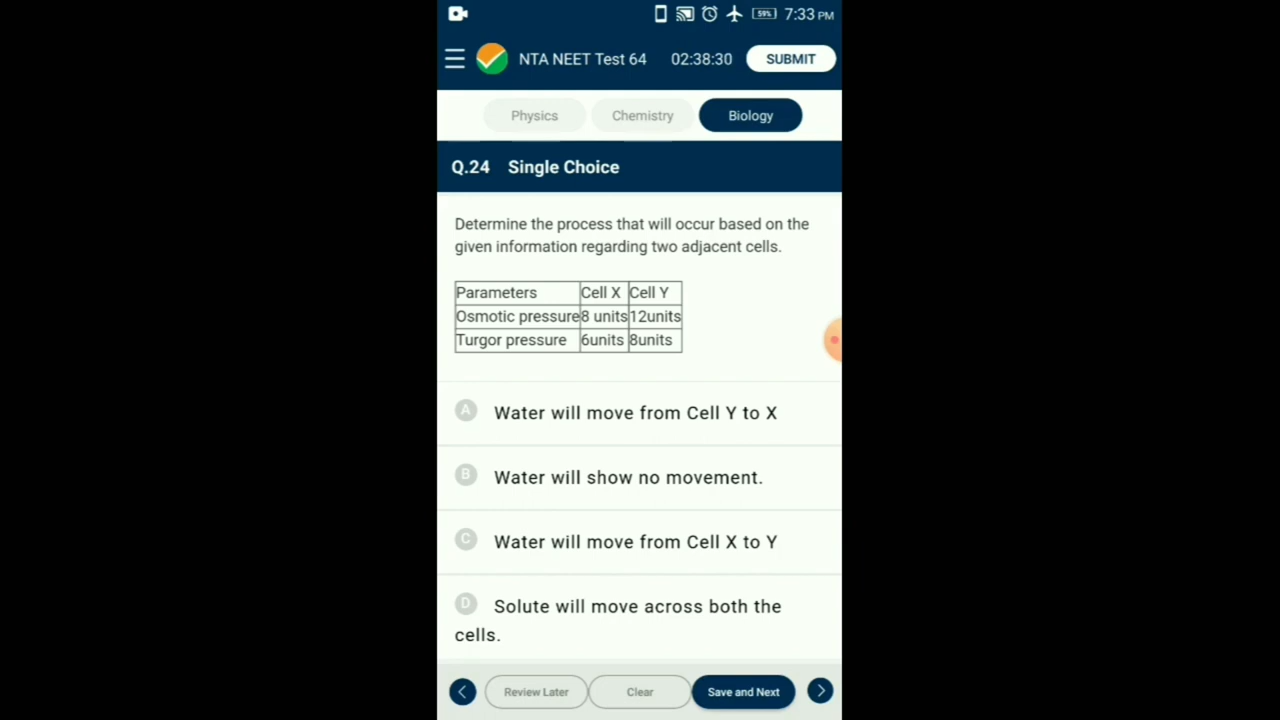 59% 7:33 PM
NTA NEET Test 64 02:38:30 SUBMIT
Physics Chemistry Biology
Q.24 Single Choice
Determine the process that will occur based on the
given information regarding two adjacent cells.
Parameters Cell X Cell Y
Osmotic pressure 8 units 12units
Turgor pressure 6units 8units
A Water will move from Cell Y to X
B Water will show no movement.
C Water will move from Cell X to Y
D Solute will move across both the
cells.
Review Later Clear Save and Next